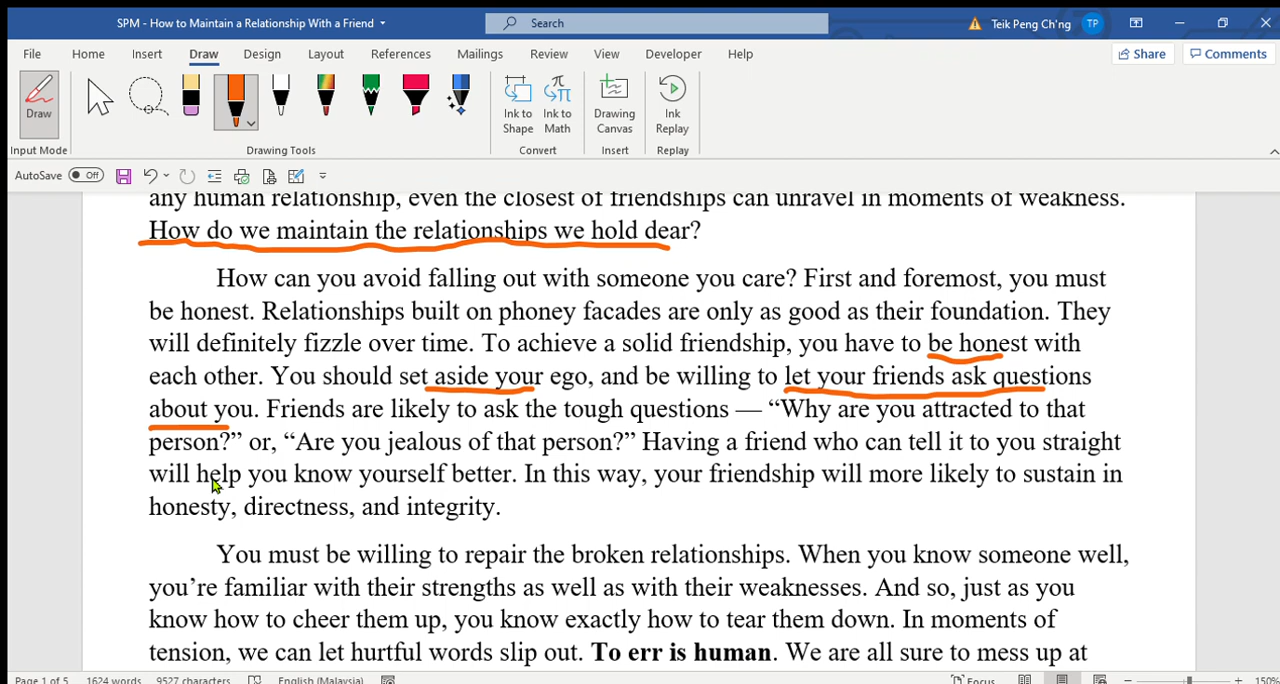 SPM - How to Maintain a Relationship With a Friend
Search
Teik Peng Ch'ng
TP
File Home Insert Draw Design Layout References Mailings Review View Developer Help
Share
Comments
Draw
Ink to Shape
Ink to Math
Drawing Canvas
Ink Replay
Input Mode
Drawing Tools
Convert
Insert
Replay
AutoSave Off
any human relationship, even the closest of friendships can unravel in moments of weakness.
How do we maintain the relationships we hold dear?
How can you avoid falling out with someone you care? First and foremost, you must
be honest. Relationships built on phoney facades are only as good as their foundation. They
will definitely fizzle over time. To achieve a solid friendship, you have to be honest with
each other. You should set aside your ego, and be willing to let your friends ask questions
about you. Friends are likely to ask the tough questions — “Why are you attracted to that
person?” or, “Are you jealous of that person?” Having a friend who can tell it to you straight
will help you know yourself better. In this way, your friendship will more likely to sustain in
honesty, directness, and integrity.
You must be willing to repair the broken relationships. When you know someone well,
you’re familiar with their strengths as well as with their weaknesses. And so, just as you
know how to cheer them up, you know exactly how to tear them down. In moments of
tension, we can let hurtful words slip out. To err is human. We are all sure to mess up at
Page 1 of 5 1624 words 9527 characters English (Malaysia) Focus 150%